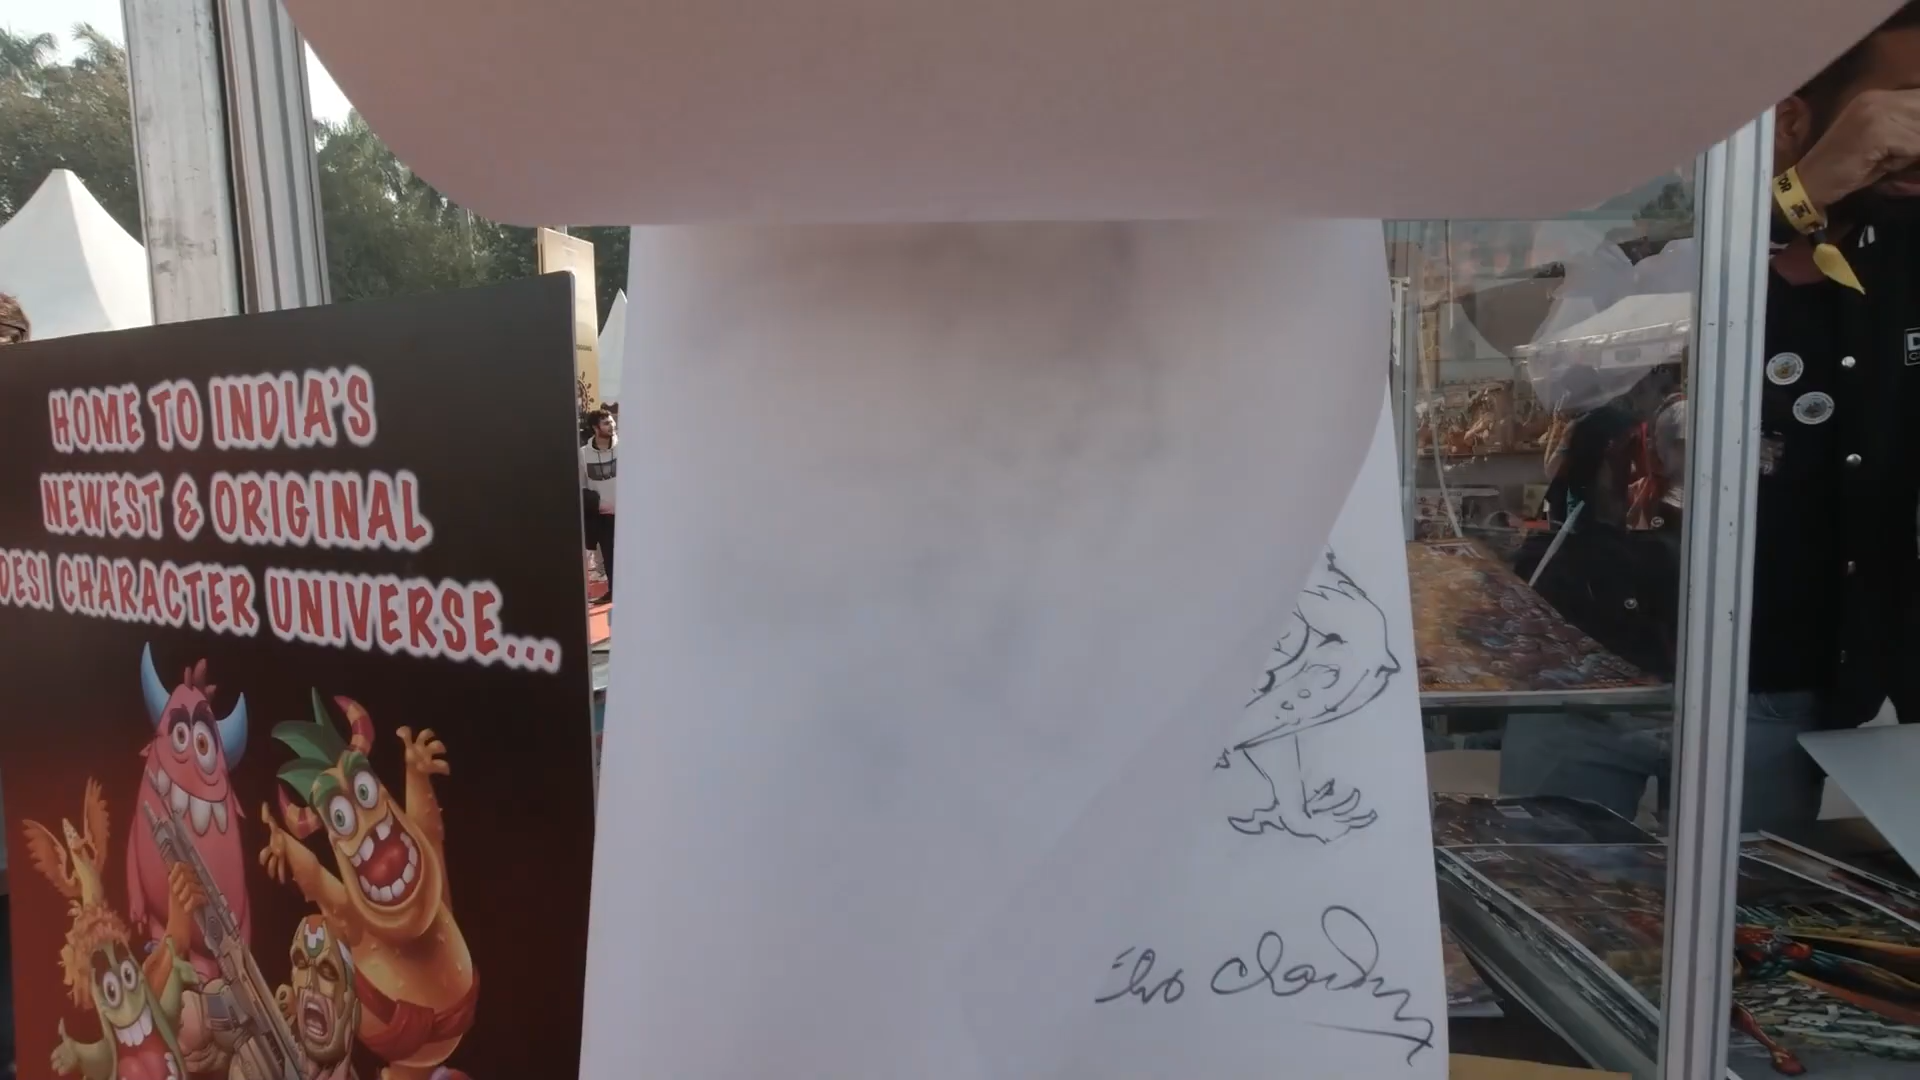 HOME TO INDIA'S
NEWEST & ORIGINAL
DESI CHARACTER UNIVERSE...